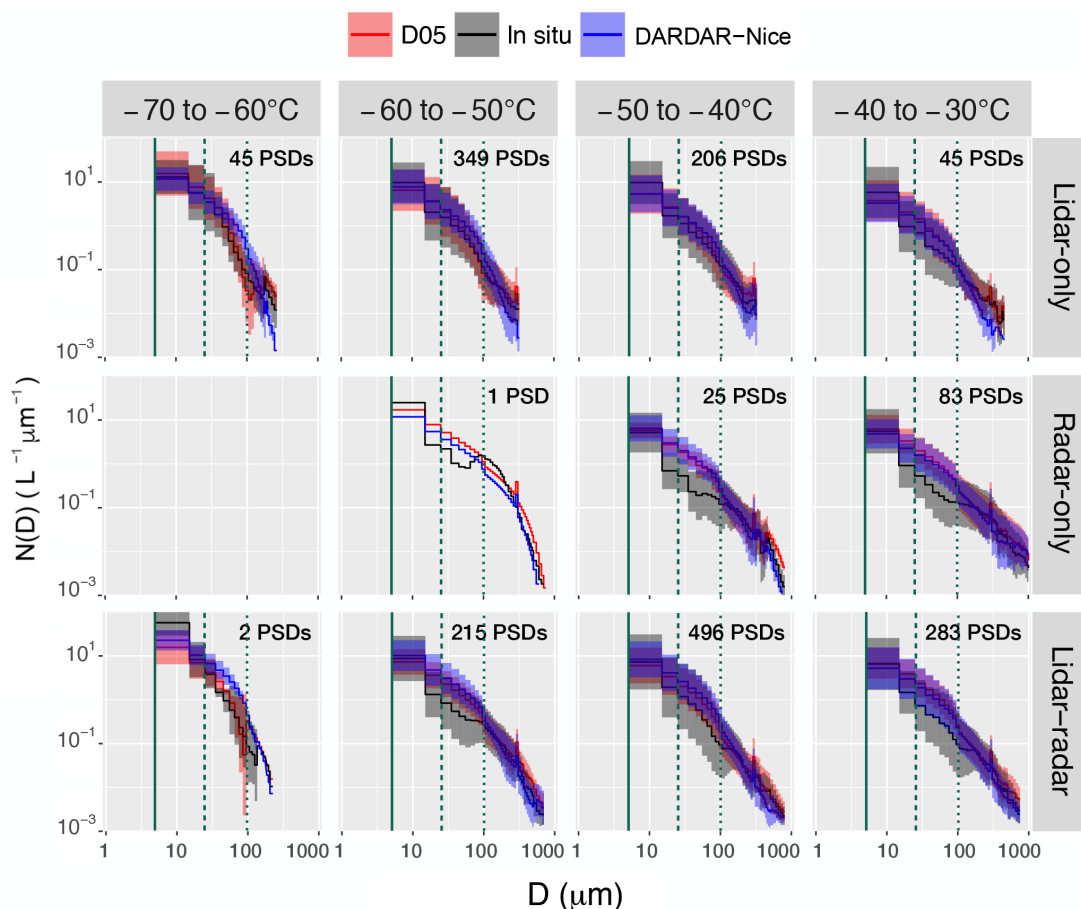 D05 In situ DARDAR−Nice
−70 to −60°C −60 to −50°C −50 to −40°C −40 to −30°C
45 PSDs 349 PSDs 206 PSDs 45 PSDs
10¹
10⁻¹
10⁻³
Lidar−only
1 PSD 25 PSDs 83 PSDs
10¹
10⁻¹
10⁻³
Radar−only
2 PSDs 215 PSDs 496 PSDs 283 PSDs
10¹
10⁻¹
10⁻³
Lidar−radar
N(D) ( L⁻¹ μm⁻¹)
1 10 100 1000 1 10 100 1000 1 10 100 1000 1 10 100 1000
D (μm)